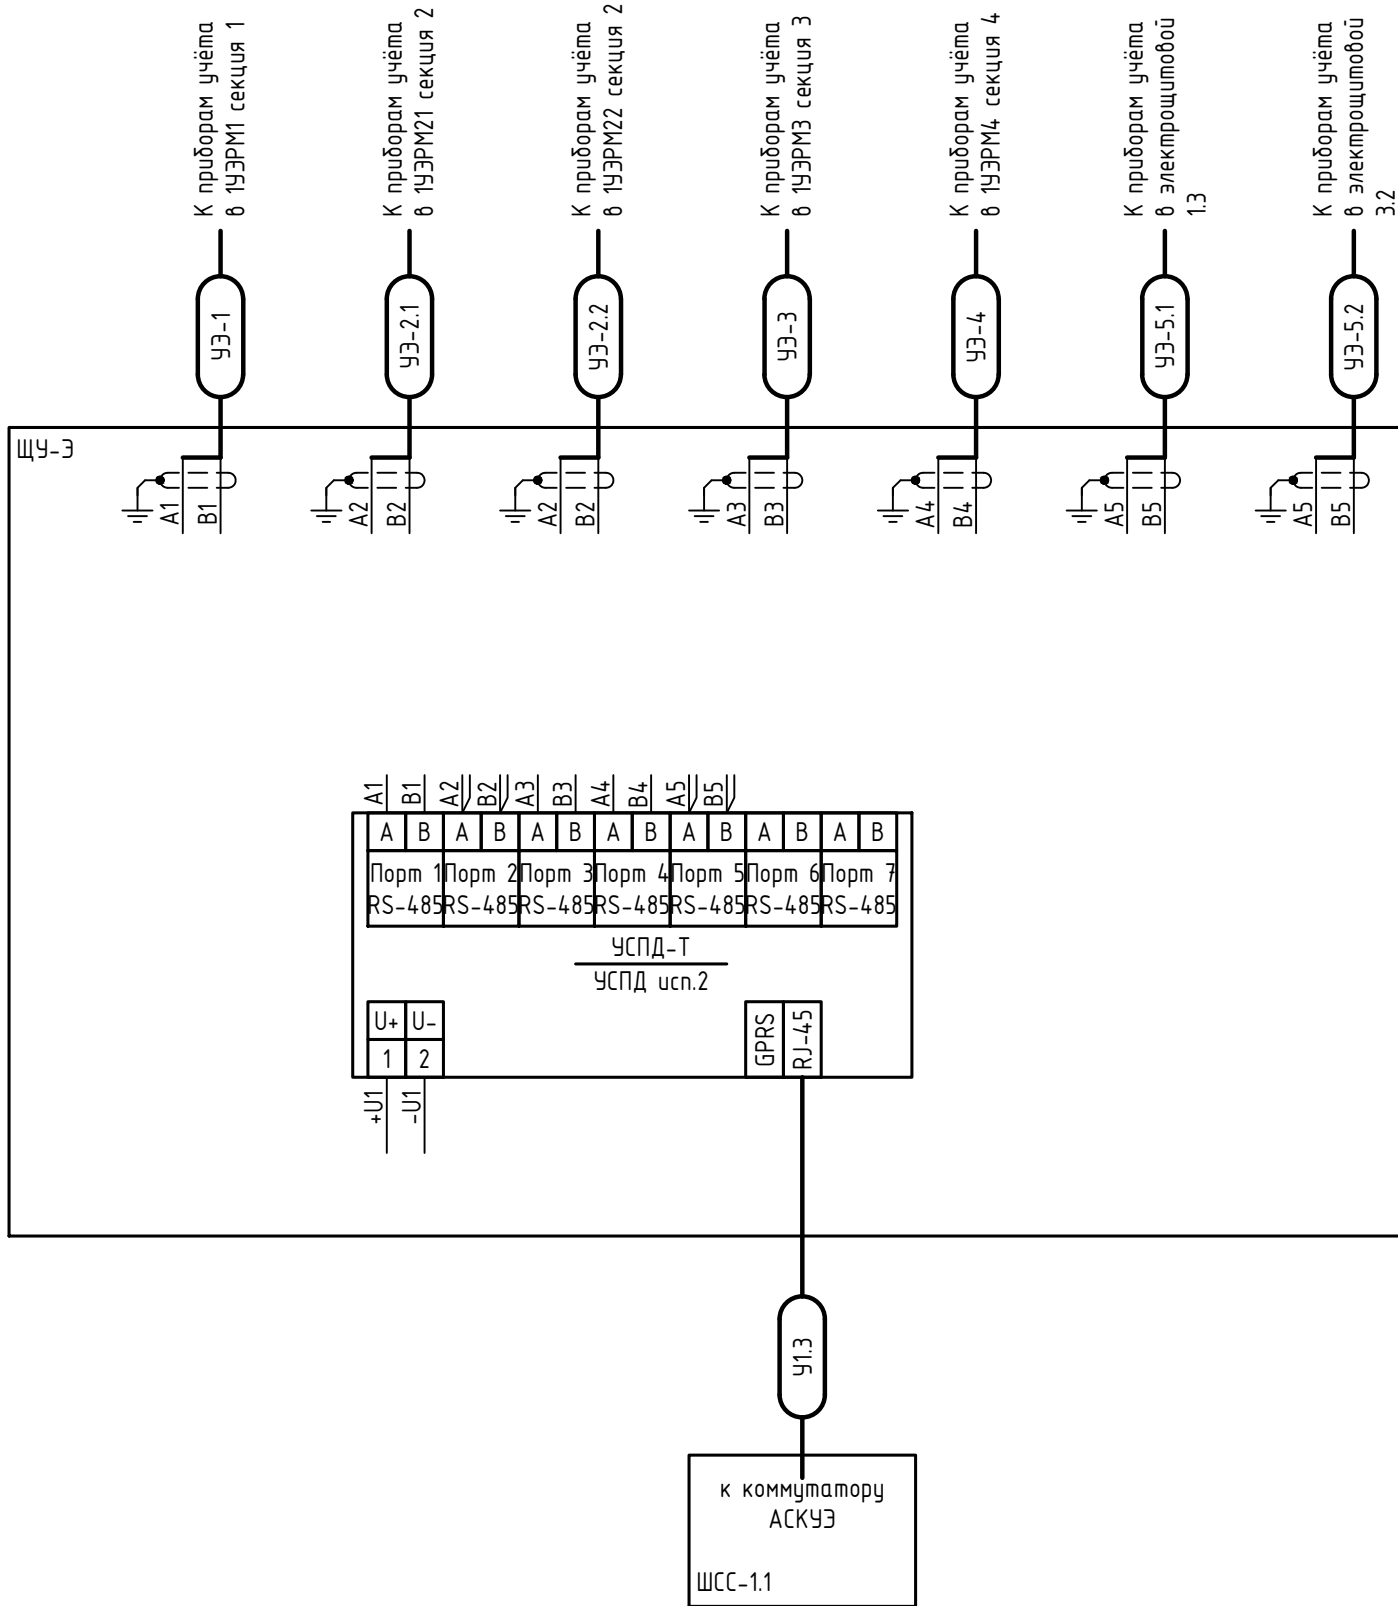 К приборам учёта
в 1УЭРМ1 секция 1
К приборам учёта
в 1УЭРМ21 секция 2
К приборам учёта
в 1УЭРМ22 секция 2
К приборам учёта
в 1УЭРМ3 секция 3
К приборам учёта
в 1УЭРМ4 секция 4
К приборам учёта
в электрощитовой
1.3
К приборам учёта
в электрощитовой
3.2
УЭ-1
УЭ-2.1
УЭ-2.2
УЭ-3
УЭ-4
УЭ-5.1
УЭ-5.2
ЩУ-Э
A1
B1
A2
B2
A2
B2
A3
B3
A4
B4
A5
B5
A5
B5
A1 B1 A2 B2 A3 B3 A4 B4 A5 B5
A B A B A B A B A B A B A B
Порт 1 Порт 2 Порт 3 Порт 4 Порт 5 Порт 6 Порт 7
RS-485 RS-485 RS-485 RS-485 RS-485 RS-485 RS-485
УСПД-Т
УСПД исп.2
U+ U-
1 2
GPRS
RJ-45
+U1
-U1
У1.3
к коммутатору
АСКУЭ
ШСС-1.1